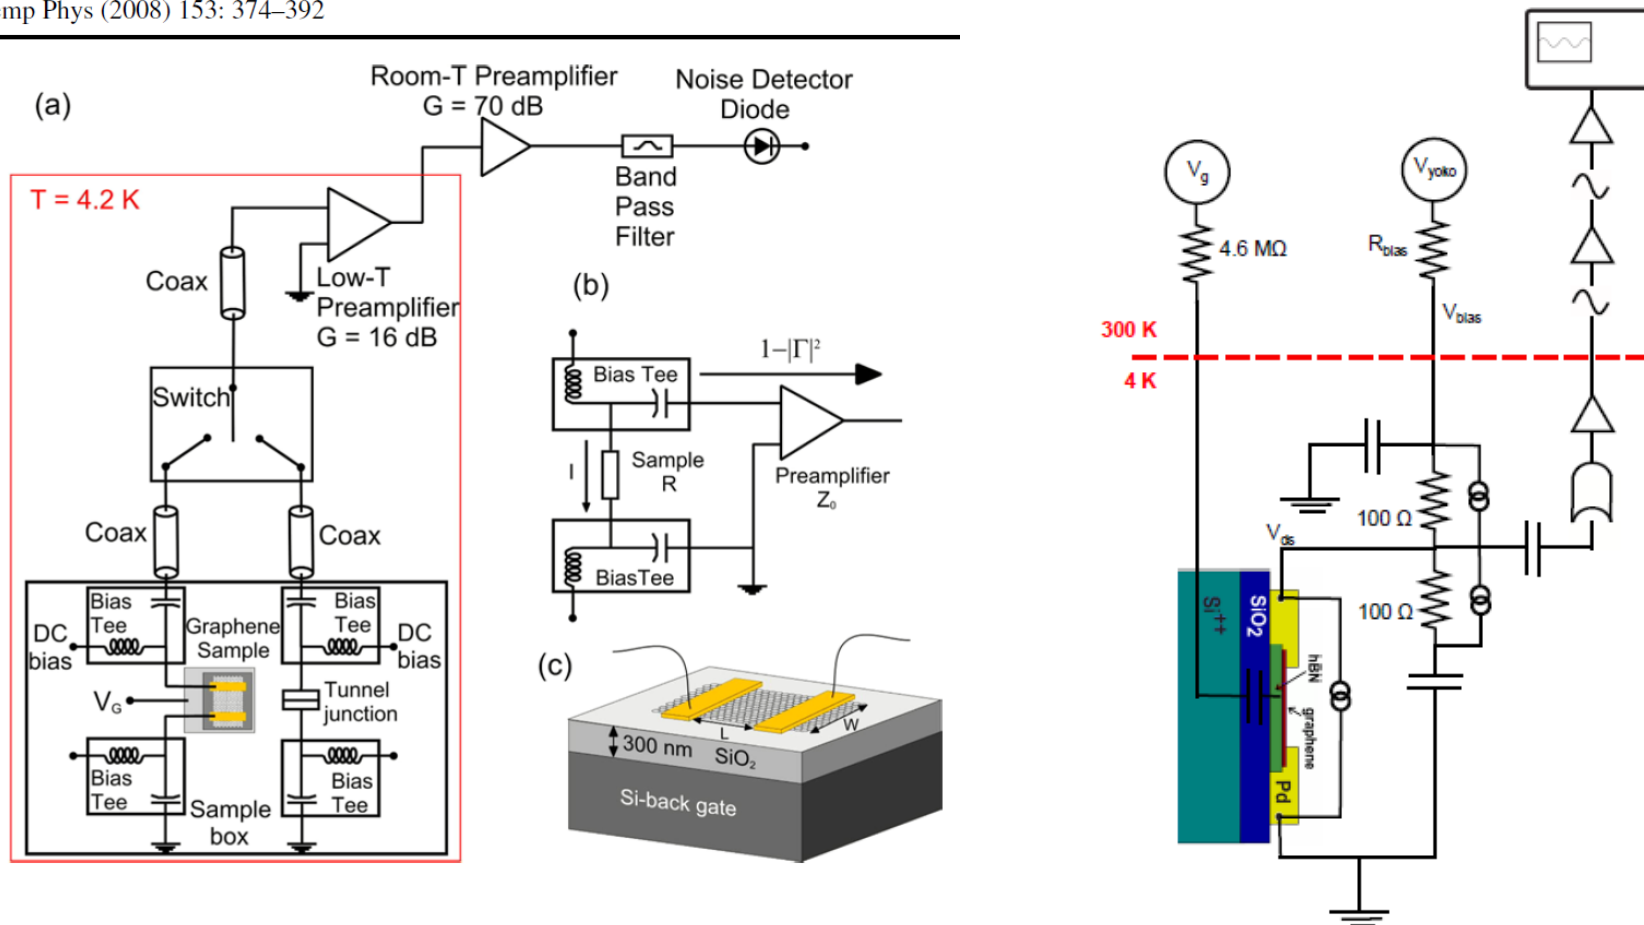 emp Phys (2008) 153: 374–392
(a)
Room-T Preamplifier
G = 70 dB
Noise Detector
Diode
Band
Pass
Filter
T = 4.2 K
Coax
Low-T
Preamplifier
G = 16 dB
Switch
Coax
Coax
Bias
Tee
Bias
Tee
DC
bias
Graphene
Sample
DC
bias
V_G
Tunnel
junction
Bias
Tee
Bias
Tee
Sample
box
(b)
1–|Γ|²
Bias Tee
I
Sample
R
Preamplifier
Z₀
BiasTee
(c)
L
W
300 nm
SiO₂
Si-back gate
V_g
V_yoko
4.6 MΩ
R_bias
V_bias
300 K
4 K
100 Ω
V_ds
100 Ω
Si⁺⁺
SiO₂
hBN
graphene
Pd